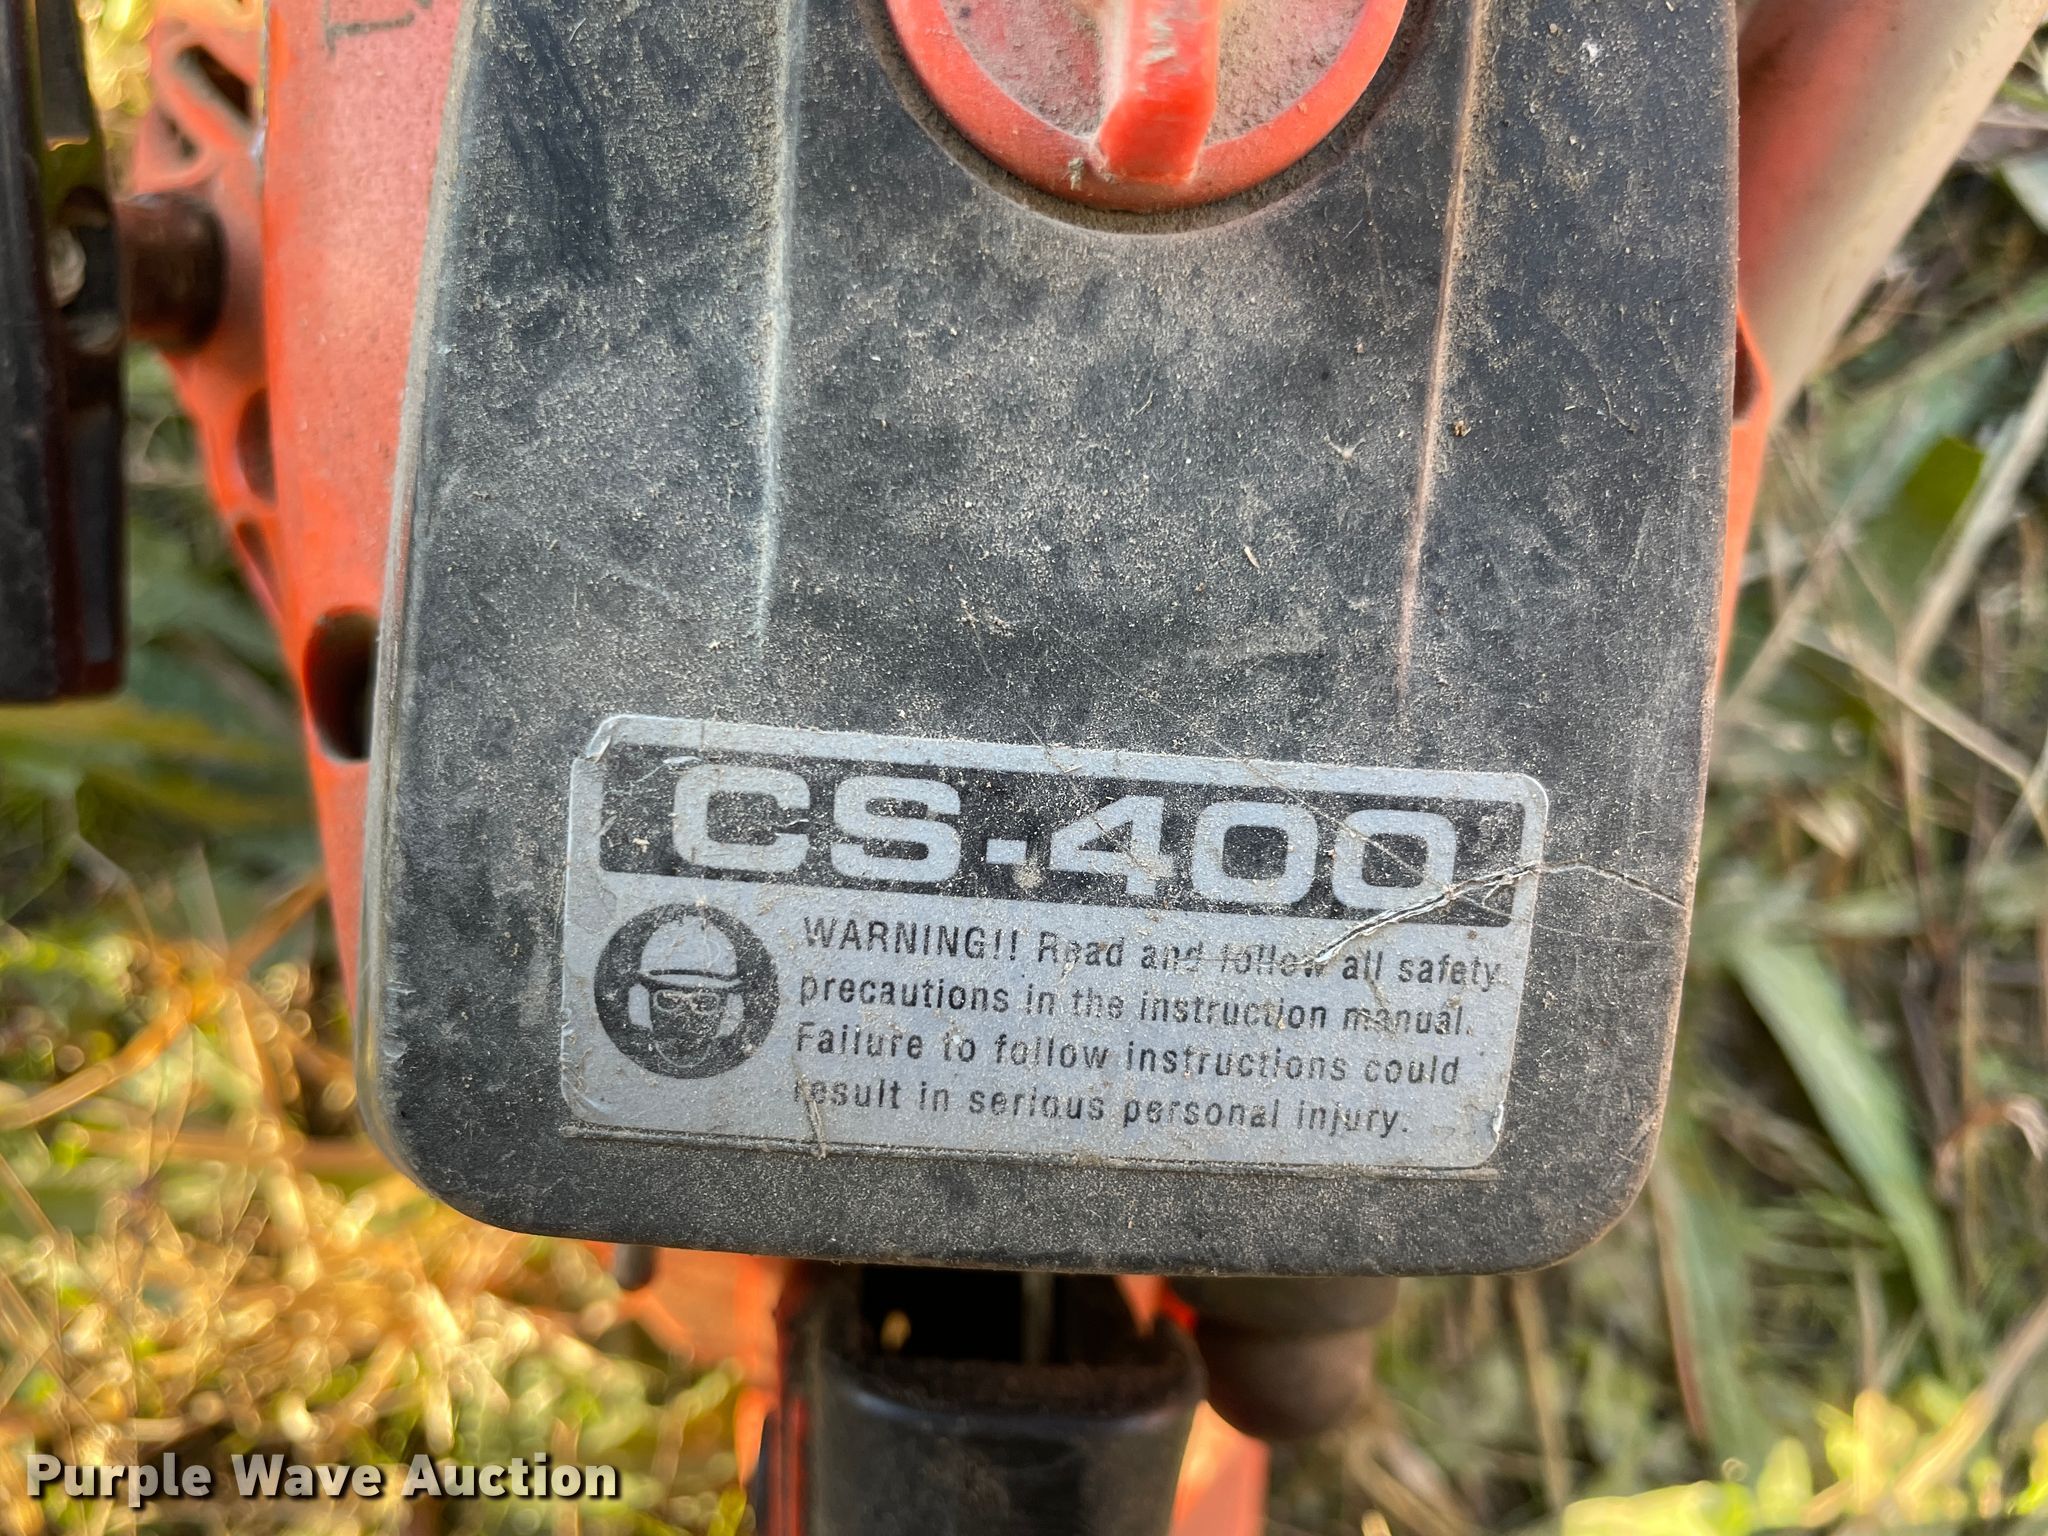 CS-400
WARNING!! Read and follow all safety
precautions in the instruction manual.
Failure to follow instructions could
result in serious personal injury.
Purple Wave Auction